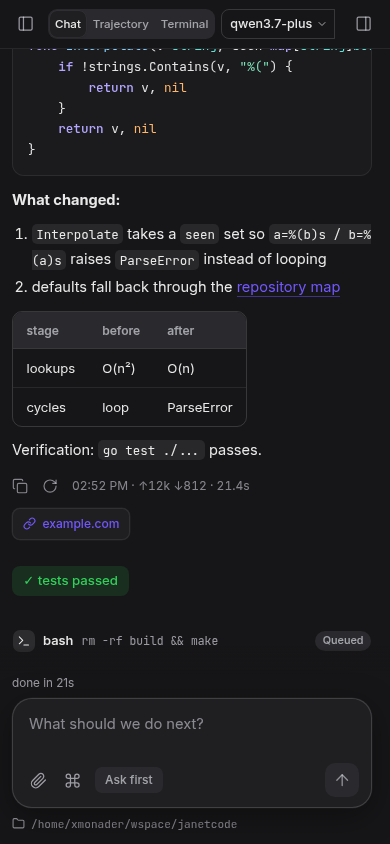 Chat Trajectory Terminal qwen3.7-plus
if !strings.Contains(v, "%(") {
return v, nil
}
return v, nil
}
What changed:
1. Interpolate takes a seen set so a=%(b)s / b=%
(a)s raises ParseError instead of looping
2. defaults fall back through the repository map
stage before after
lookups O(n²) O(n)
cycles loop ParseError
Verification: go test ./... passes.
02:52 PM · ↑12k ↓812 · 21.4s
example.com
✓ tests passed
bash rm -rf build && make Queued
done in 21s
What should we do next?
Ask first
/home/xmonader/wspace/janetcode